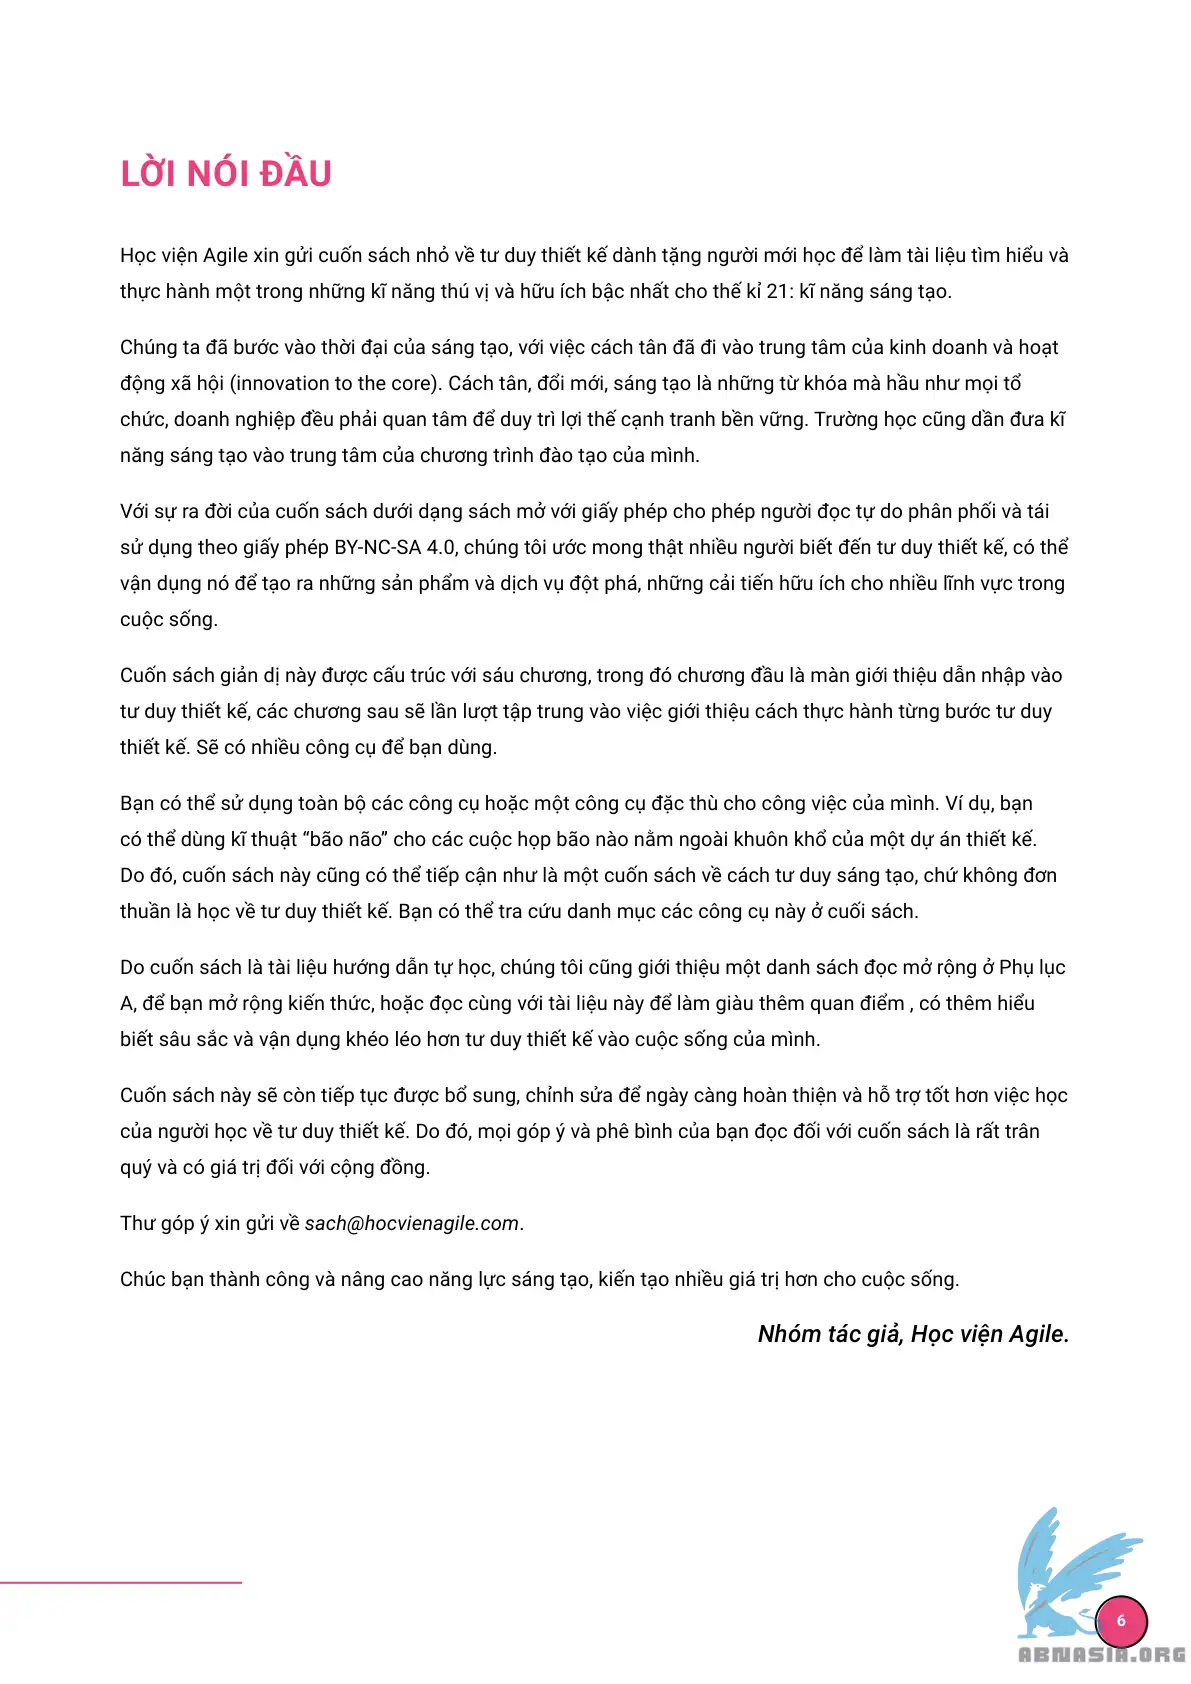 LỜI NÓI ĐẦU
Học viện Agile xin gửi cuốn sách nhỏ về tư duy thiết kế dành tặng người mới học để làm tài liệu tìm hiểu và
thực hành một trong những kĩ năng thú vị và hữu ích bậc nhất cho thế kỉ 21: kĩ năng sáng tạo.
Chúng ta đã bước vào thời đại của sáng tạo, với việc cách tân đã đi vào trung tâm của kinh doanh và hoạt
động xã hội (innovation to the core). Cách tân, đổi mới, sáng tạo là những từ khóa mà hầu như mọi tổ
chức, doanh nghiệp đều phải quan tâm để duy trì lợi thế cạnh tranh bền vững. Trường học cũng dần đưa kĩ
năng sáng tạo vào trung tâm của chương trình đào tạo của mình.
Với sự ra đời của cuốn sách dưới dạng sách mở với giấy phép cho phép người đọc tự do phân phối và tái
sử dụng theo giấy phép BY-NC-SA 4.0, chúng tôi ước mong thật nhiều người biết đến tư duy thiết kế, có thể
vận dụng nó để tạo ra những sản phẩm và dịch vụ đột phá, những cải tiến hữu ích cho nhiều lĩnh vực trong
cuộc sống.
Cuốn sách giản dị này được cấu trúc với sáu chương, trong đó chương đầu là màn giới thiệu dẫn nhập vào
tư duy thiết kế, các chương sau sẽ lần lượt tập trung vào việc giới thiệu cách thực hành từng bước tư duy
thiết kế. Sẽ có nhiều công cụ để bạn dùng.
Bạn có thể sử dụng toàn bộ các công cụ hoặc một công cụ đặc thù cho công việc của mình. Ví dụ, bạn
có thể dùng kĩ thuật “bão não” cho các cuộc họp bão nào nằm ngoài khuôn khổ của một dự án thiết kế.
Do đó, cuốn sách này cũng có thể tiếp cận như là một cuốn sách về cách tư duy sáng tạo, chứ không đơn
thuần là học về tư duy thiết kế. Bạn có thể tra cứu danh mục các công cụ này ở cuối sách.
Do cuốn sách là tài liệu hướng dẫn tự học, chúng tôi cũng giới thiệu một danh sách đọc mở rộng ở Phụ lục
A, để bạn mở rộng kiến thức, hoặc đọc cùng với tài liệu này để làm giàu thêm quan điểm , có thêm hiểu
biết sâu sắc và vận dụng khéo léo hơn tư duy thiết kế vào cuộc sống của mình.
Cuốn sách này sẽ còn tiếp tục được bổ sung, chỉnh sửa để ngày càng hoàn thiện và hỗ trợ tốt hơn việc học
của người học về tư duy thiết kế. Do đó, mọi góp ý và phê bình của bạn đọc đối với cuốn sách là rất trân
quý và có giá trị đối với cộng đồng.
Thư góp ý xin gửi về sach@hocvienagile.com.
Chúc bạn thành công và nâng cao năng lực sáng tạo, kiến tạo nhiều giá trị hơn cho cuộc sống.
Nhóm tác giả, Học viện Agile.
6
ABNASIA.ORG